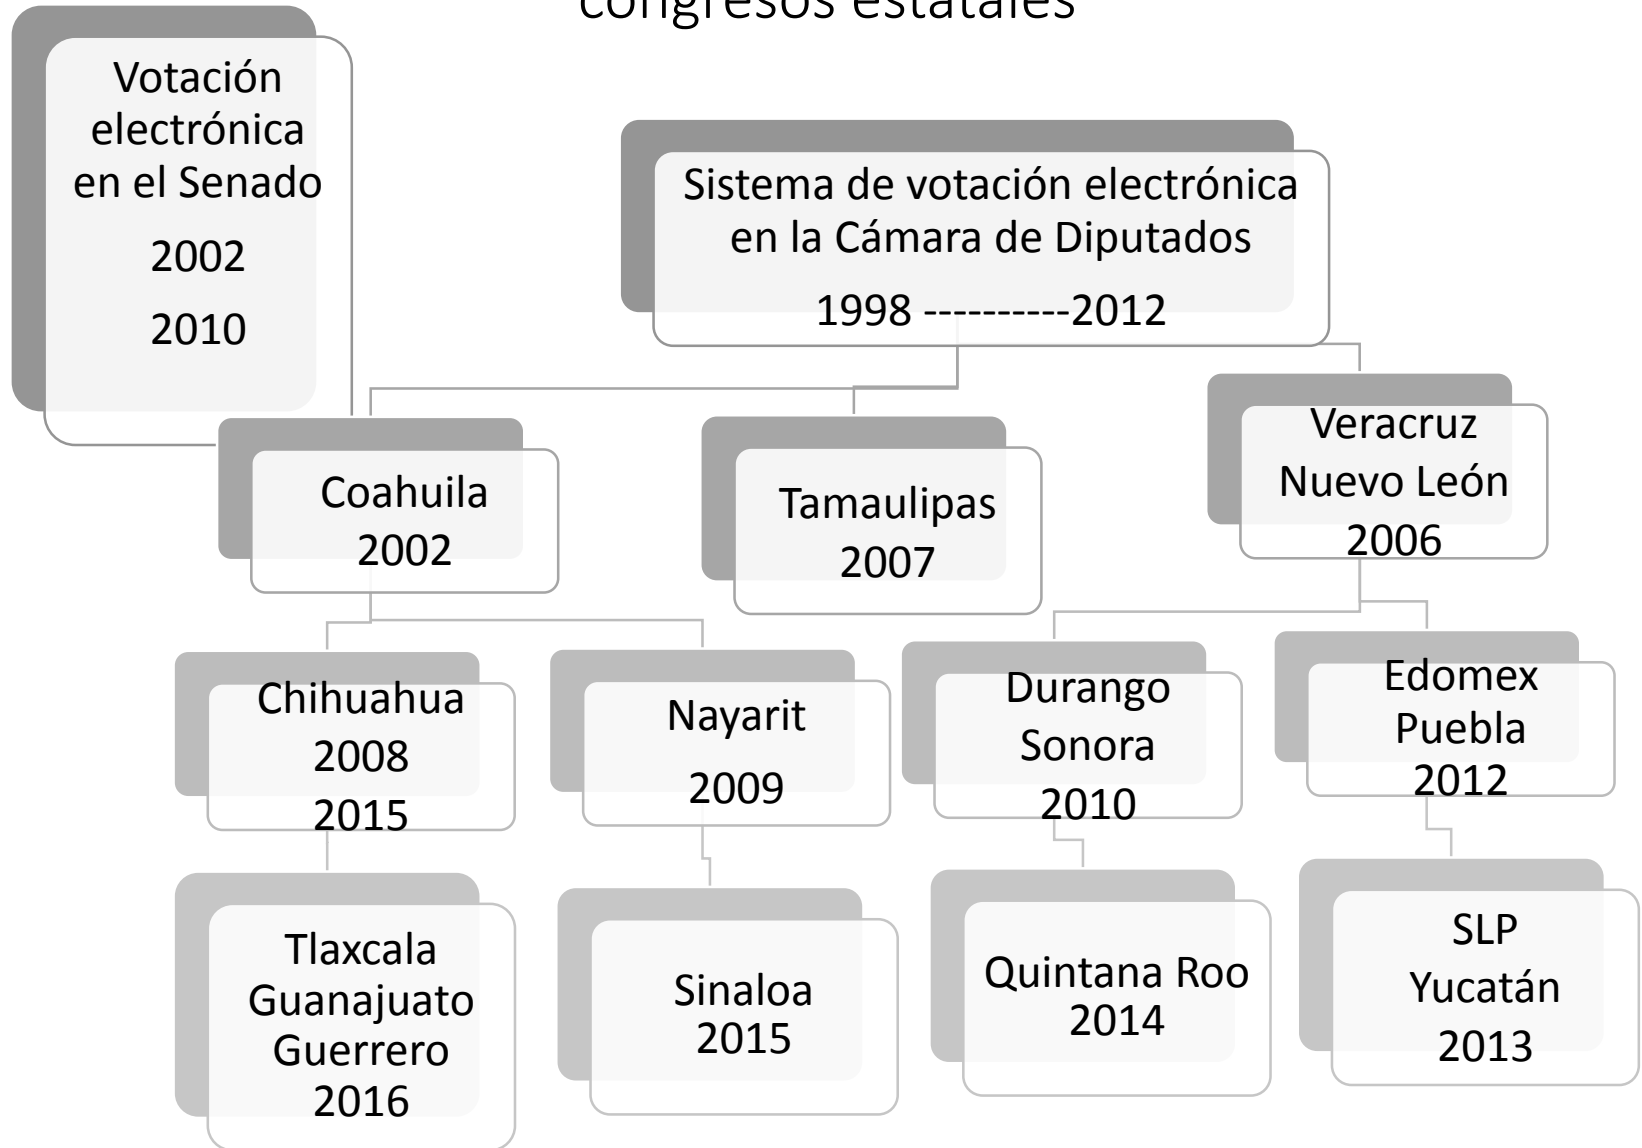 congresos estatales
Votación
electrónica
en el Senado
2002
2010
Sistema de votación electrónica
en la Cámara de Diputados
1998 ----------2012
Coahuila
2002
Tamaulipas
2007
Veracruz
Nuevo León
2006
Chihuahua
2008
2015
Nayarit
2009
Durango
Sonora
2010
Edomex
Puebla
2012
Tlaxcala
Guanajuato
Guerrero
2016
Sinaloa
2015
Quintana Roo
2014
SLP
Yucatán
2013